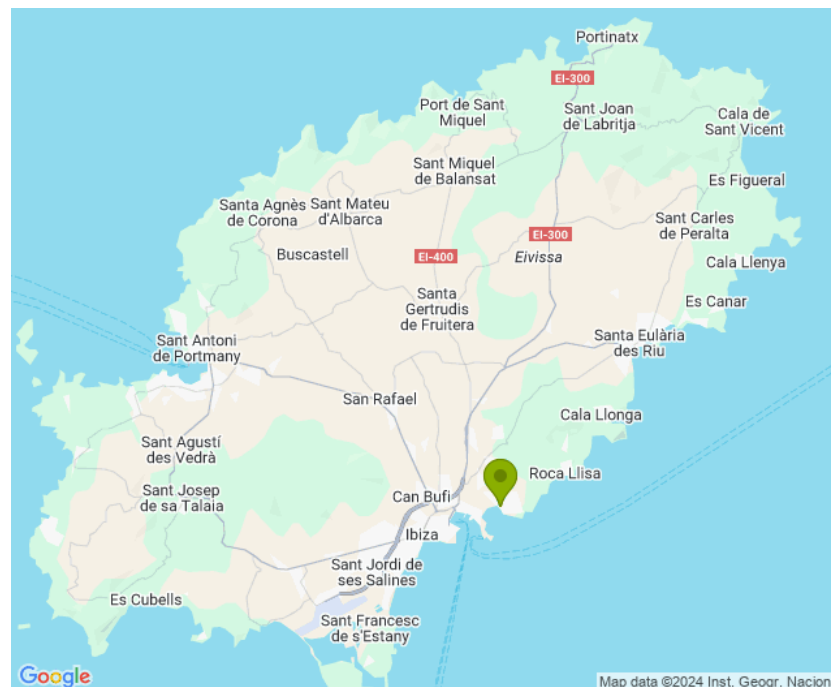 Portinatx
EI-300
Port de Sant
Miquel
Sant Joan
de Labritja
Cala de
Sant Vicent
Sant Miquel
de Balansat
Es Figueral
Santa Agnès
de Corona
Sant Mateu
d'Albarca
Sant Carles
de Peralta
EI-300
Buscastell
EI-400
Eivissa
Cala Llenya
Santa
Gertrudis
de Fruitera
Es Canar
Sant Antoni
de Portmany
Santa Eulària
des Riu
San Rafael
Cala Llonga
Sant Agustí
des Vedrà
Roca Llisa
Sant Josep
de sa Talaia
Can Bufi
Ibiza
Sant Jordi de
ses Salines
Es Cubells
Sant Francesc
de s'Estany
Google
Map data ©2024 Inst. Geogr. Nacion